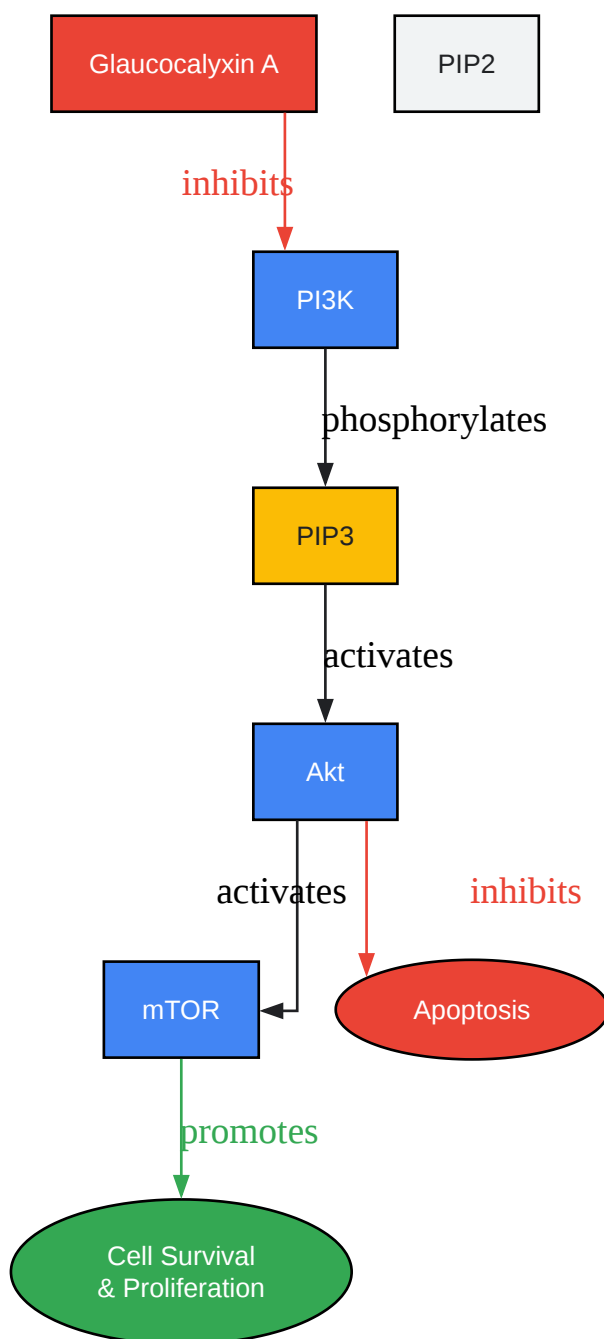 Glaucocalyxin A
PIP2
inhibits
PI3K
phosphorylates
PIP3
activates
Akt
activates
inhibits
mTOR
Apoptosis
promotes
Cell Survival
& Proliferation